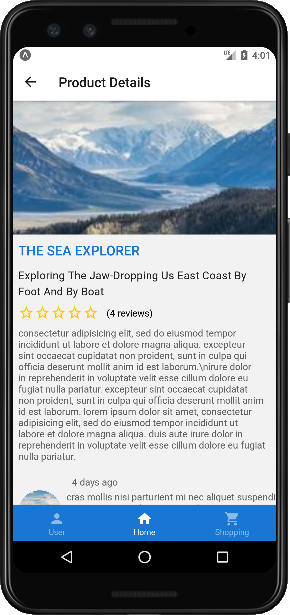 4:01
Product Details
THE SEA EXPLORER
Exploring The Jaw-Dropping Us East Coast By
Foot And By Boat
(4 reviews)
consectetur adipisicing elit, sed do eiusmod tempor
incididunt ut labore et dolore magna aliqua. excepteur
sint occaecat cupidatat non proident, sunt in culpa qui
officia deserunt mollit anim id est laborum.\nirure dolor
in reprehenderit in voluptate velit esse cillum dolore eu
fugiat nulla pariatur. excepteur sint occaecat cupidatat
non proident, sunt in culpa qui officia deserunt mollit anim
id est laborum. lorem ipsum dolor sit amet, consectetur
adipisicing elit, sed do eiusmod tempor incididunt ut
labore et dolore magna aliqua. duis aute irure dolor in
reprehenderit in voluptate velit esse cillum dolore eu fugiat
nulla pariatur.
4 days ago
cras mollis nisi parturient mi nec aliquet suspendi
User
Home
Shopping